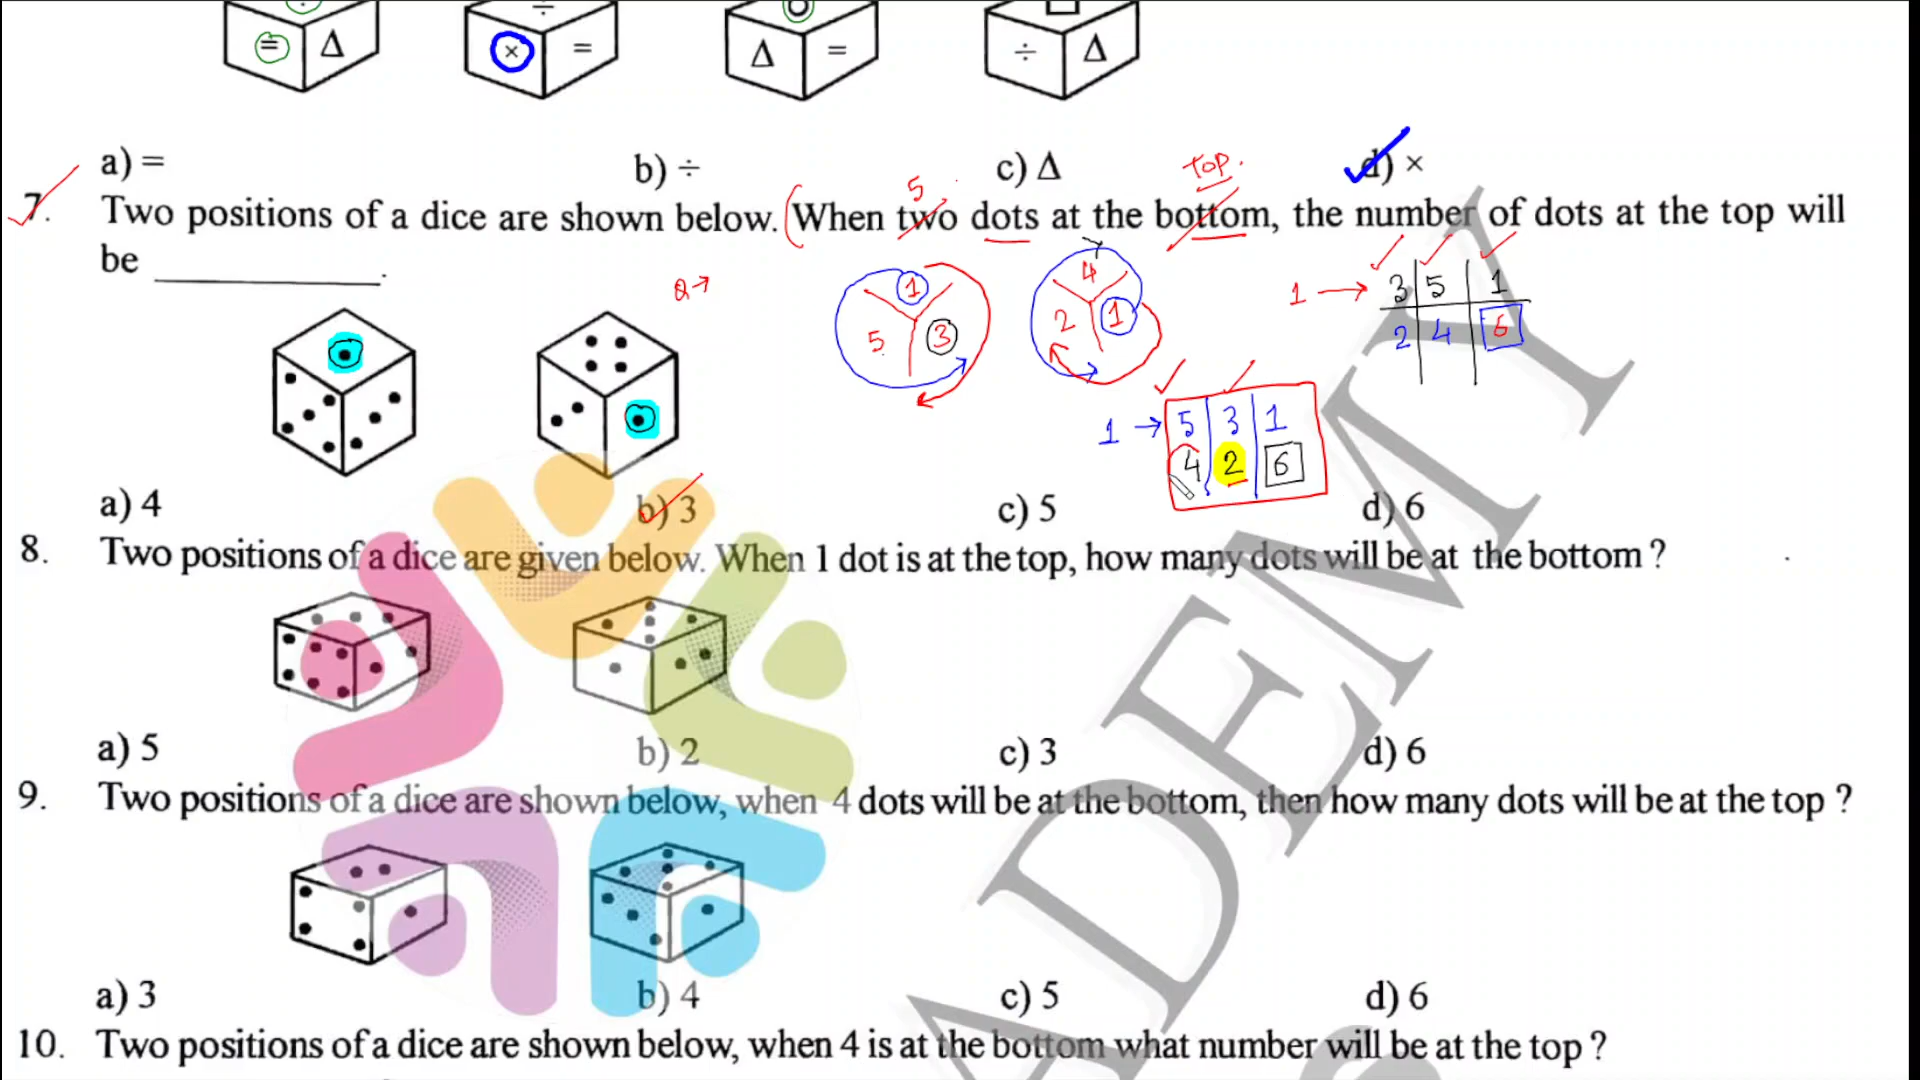 = Δ ÷ × = Δ = ÷ Δ
a) = b) ÷ c) Δ d) ×
5 TOP.
7. Two positions of a dice are shown below. (When two dots at the bottom, the number of dots at the top will
be ____________.
1 5 3
4 2 1
1 → 3 5 1
2 4 6
1 → 5 3 1
4 2 6
a) 4 b) 3 c) 5 d) 6
8. Two positions of a dice are given below. When 1 dot is at the top, how many dots will be at the bottom ?
a) 5 b) 2 c) 3 d) 6
9. Two positions of a dice are shown below, when 4 dots will be at the bottom, then how many dots will be at the top ?
a) 3 b) 4 c) 5 d) 6
10. Two positions of a dice are shown below, when 4 is at the bottom what number will be at the top ?
ADEMY